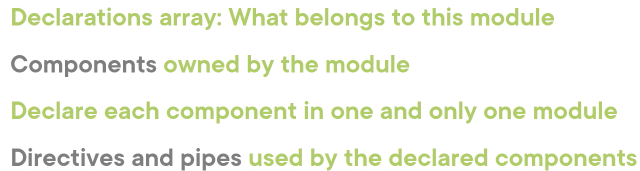 Declarations array: What belongs to this module
Components owned by the module
Declare each component in one and only one module
Directives and pipes used by the declared components